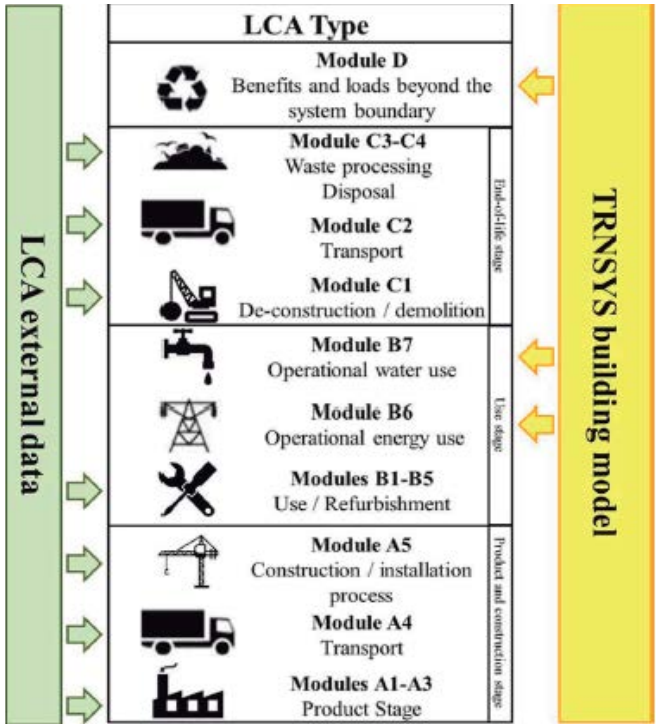 LCA Type
Module D
Benefits and loads beyond the
system boundary
Module C3-C4
Waste processing
Disposal
Module C2
Transport
Module C1
De-construction / demolition
End-of-life stage
Module B7
Operational water use
Module B6
Operational energy use
Modules B1-B5
Use / Refurbishment
Use stage
Module A5
Construction / installation
process
Module A4
Transport
Modules A1-A3
Product Stage
Product and construction stage
LCA external data
TRNSYS building model